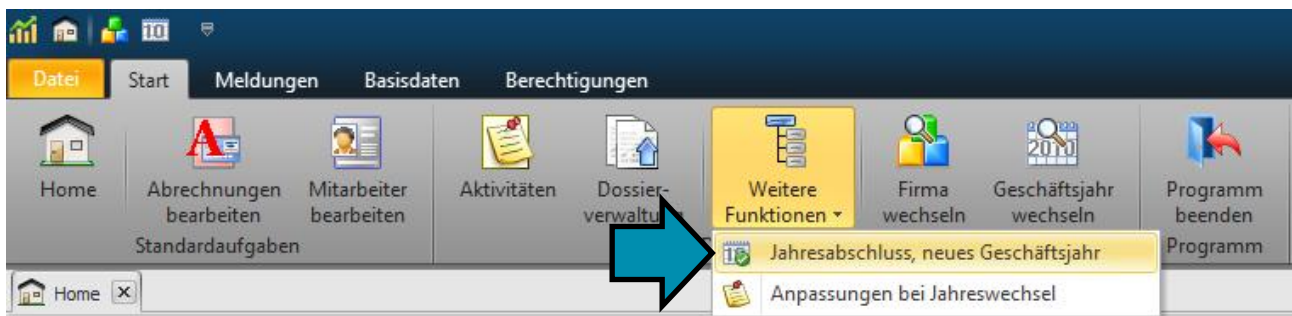 10
Datei Start Meldungen Basisdaten Berechtigungen
Home Abrechnungen Mitarbeiter Aktivitäten Dossier- Weitere Firma Geschäftsjahr Programm
bearbeiten bearbeiten Funktionen wechseln wechseln beenden
Standardaufgaben Programm
Jahresabschluss, neues Geschäftsjahr
Home Anpassungen bei Jahreswechsel